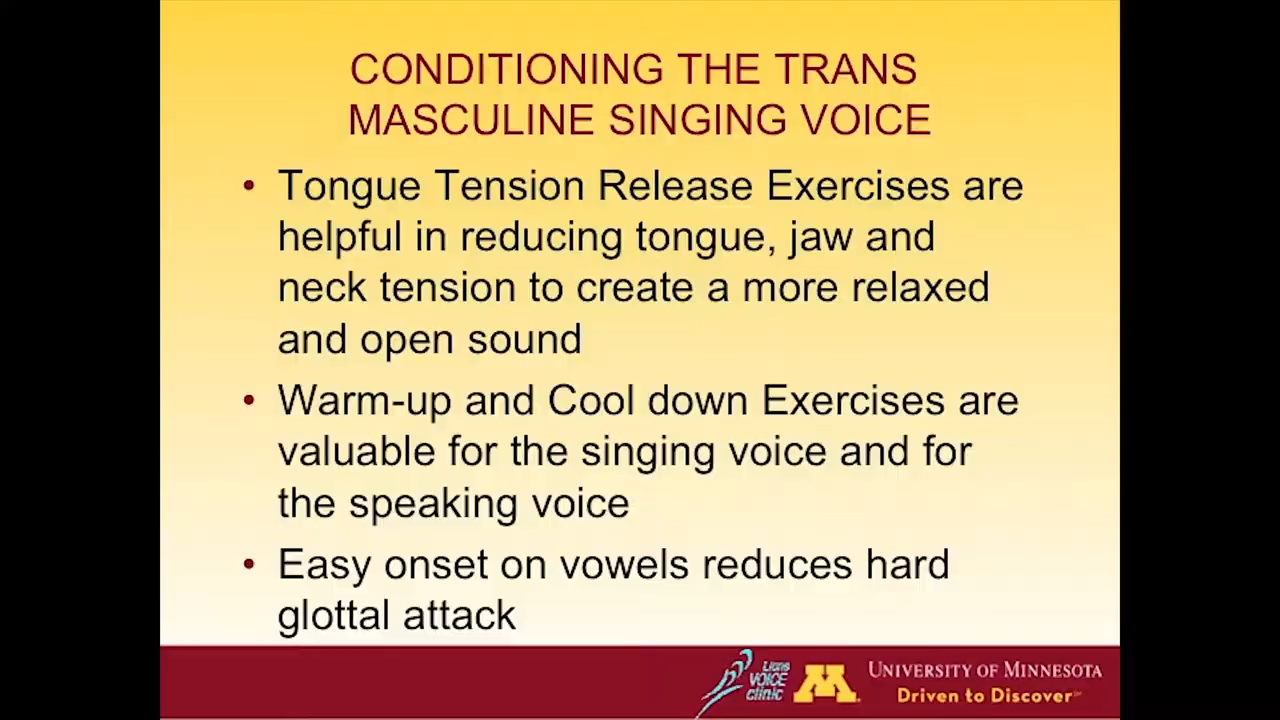 CONDITIONING THE TRANS
MASCULINE SINGING VOICE
• Tongue Tension Release Exercises are
helpful in reducing tongue, jaw and
neck tension to create a more relaxed
and open sound
• Warm-up and Cool down Exercises are
valuable for the singing voice and for
the speaking voice
• Easy onset on vowels reduces hard
glottal attack
Lions
VOICE
clinic
M
UNIVERSITY OF MINNESOTA
Driven to Discover